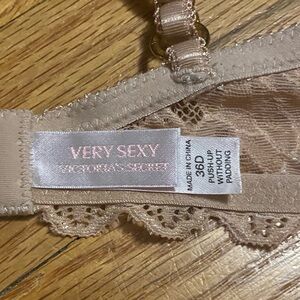 VERY SEXY
VICTORIA'S SECRET
MADE IN CHINA
36D
PUSH-UP
WITHOUT
PADDING